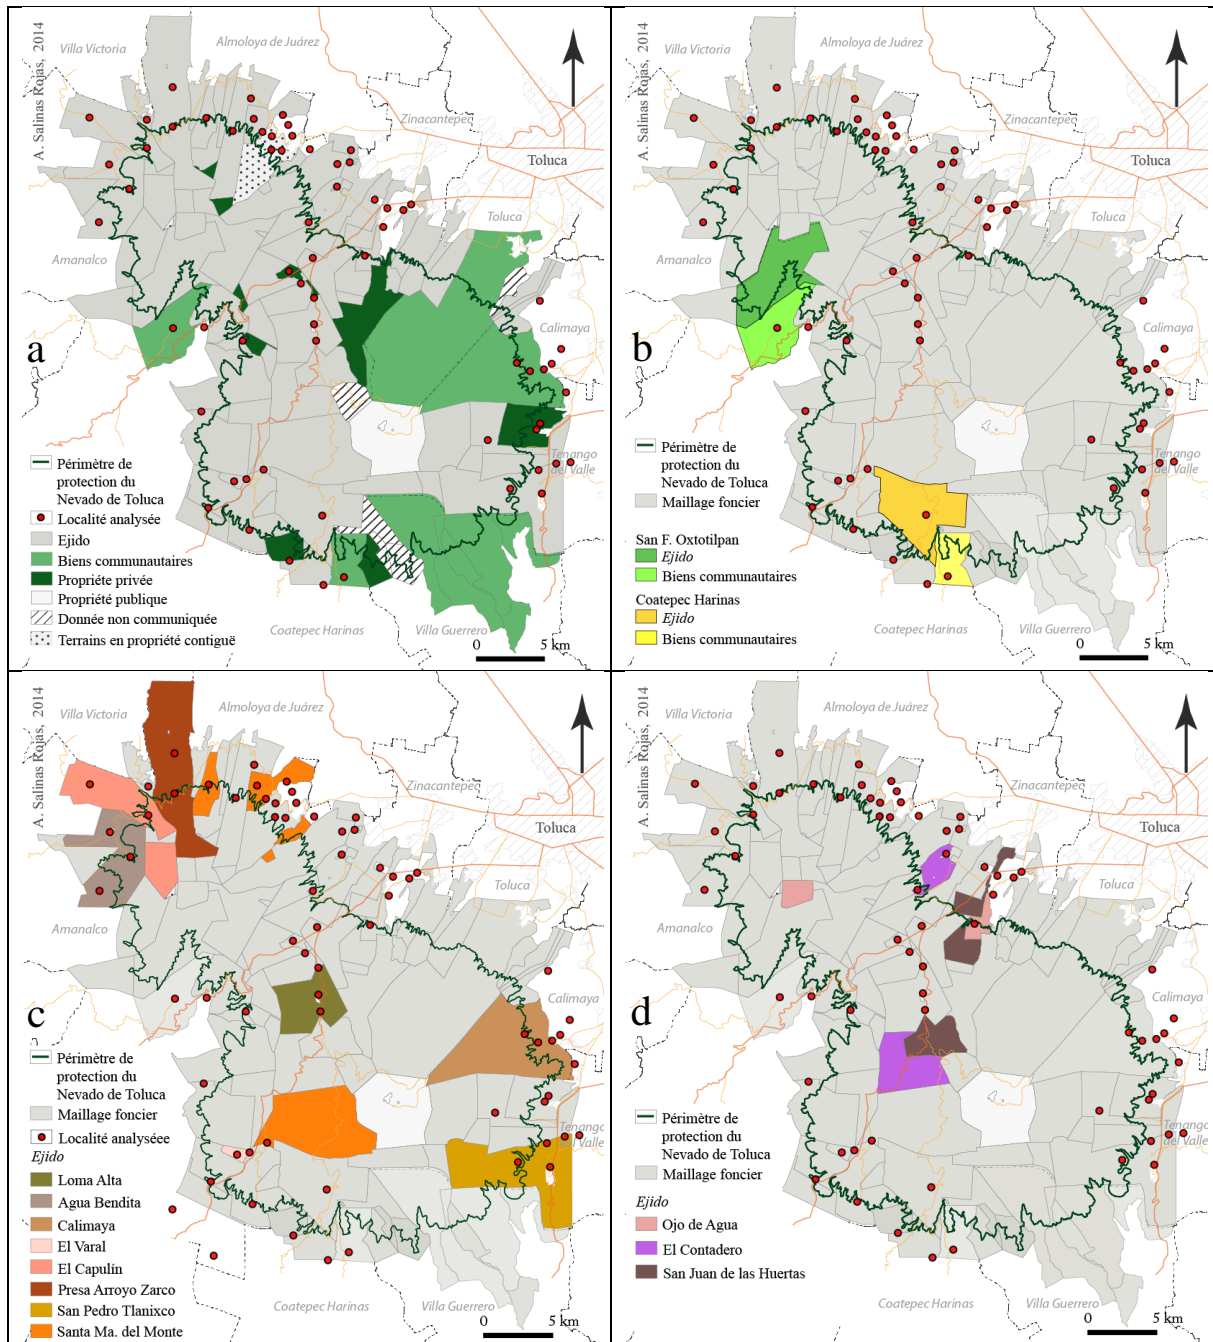 A. Salinas Rojas, 2014
Villa Victoria
Almoloya de Juárez
Zinacantepec
Toluca
Toluca
Amanalco
Calimaya
a
Tenango
del Valle
Périmètre de
protection du
Nevado de Toluca
Localité analysée
Ejido
Biens communautaires
Propriéte privée
Propriété publique
Donnée non communiquée
Terrains en propriété contiguë
Coatepec Harinas
Villa Guerrero
0 5 km
A. Salinas Rojas, 2014
Villa Victoria
Almoloya de Juárez
Zinacantepec
Toluca
Toluca
Amanalco
Calimaya
b
Tenango
del Valle
Périmètre de
protection du
Nevado de Toluca
Maillage foncier
San F. Oxtotilpan
Ejido
Biens communautaires
Coatepec Harinas
Ejido
Biens communautaires
Coatepec Harinas
Villa Guerrero
0 5 km
A. Salinas Rojas, 2014
Villa Victoria
Almoloya de Juárez
Zinacantepec
Toluca
Toluca
Amanalco
Calimaya
c
Tenango
del Valle
Périmètre de
protection du
Nevado de Toluca
Maillage foncier
Localité analyséee
Ejido
Loma Alta
Agua Bendita
Calimaya
El Varal
El Capulín
Presa Arroyo Zarco
San Pedro Tlanixco
Santa Ma. del Monte
Coatepec Harinas
Villa Guerrero
0 5 km
A. Salinas Rojas, 2014
Villa Victoria
Almoloya de Juárez
Zinacantepec
Toluca
Toluca
Amanalco
Calimaya
d
Tenango
del Valle
Périmètre de
protection du
Nevado de Toluca
Maillage foncier
Ejido
Ojo de Agua
El Contadero
San Juan de las Huertas
Coatepec Harinas
Villa Guerrero
0 5 km